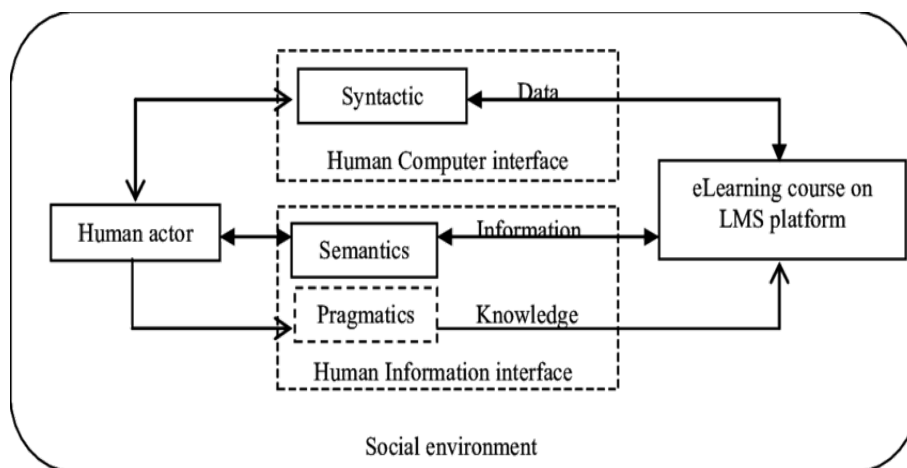 Syntactic
Data
Human Computer interface
eLearning course on
LMS platform
Human actor
Information
Semantics
Pragmatics
Knowledge
Human Information interface
Social environment